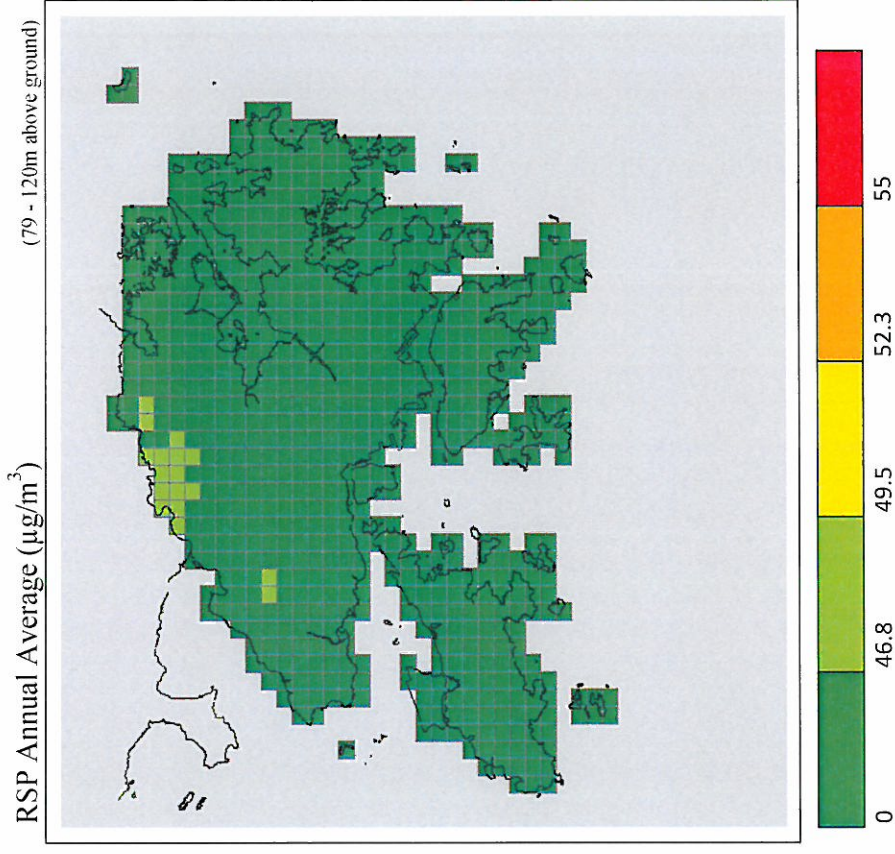 RSP Annual Average (μg/m³)
(79 - 120m above ground)
0
46.8
49.5
52.3
55